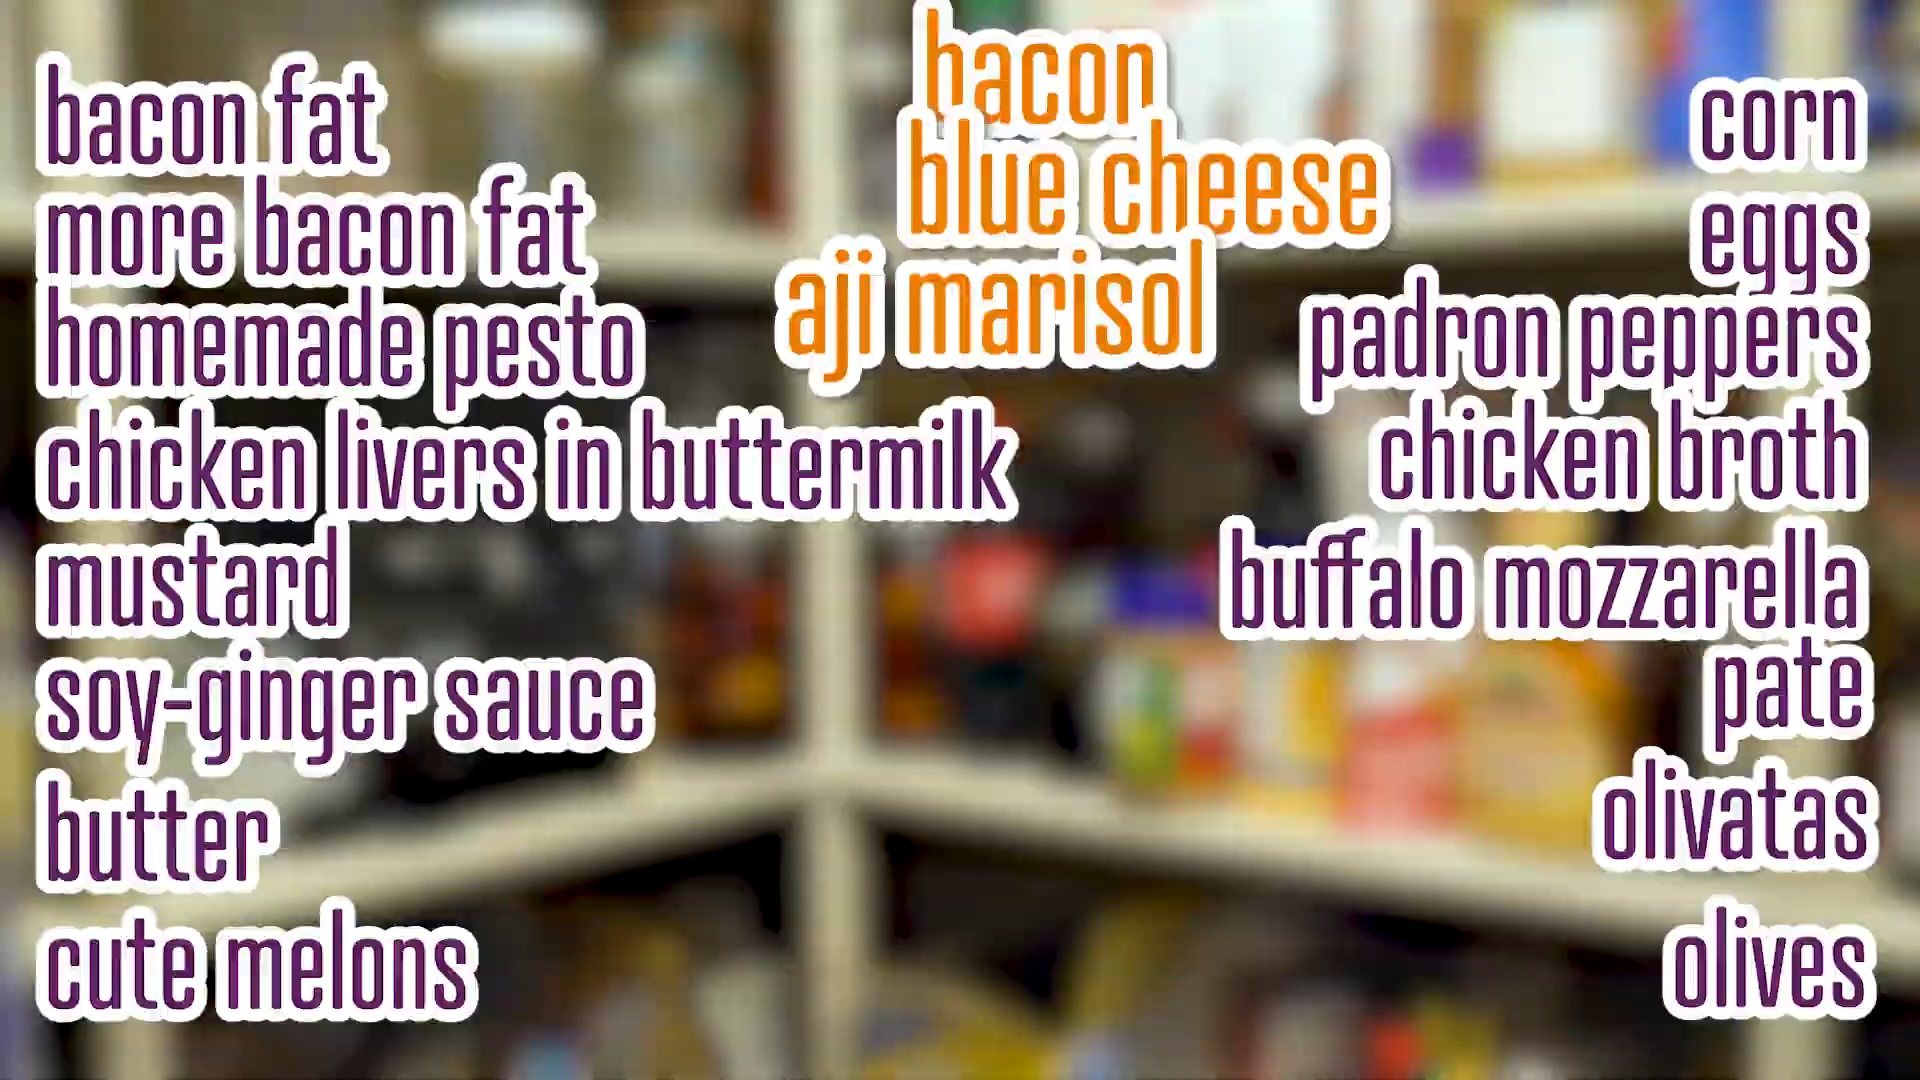 bacon fat
more bacon fat
homemade pesto
chicken livers in buttermilk
mustard
soy-ginger sauce
butter
cute melons
bacon
blue cheese
aji marisol
corn
eggs
padron peppers
chicken broth
buffalo mozzarella
pate
olivatas
olives